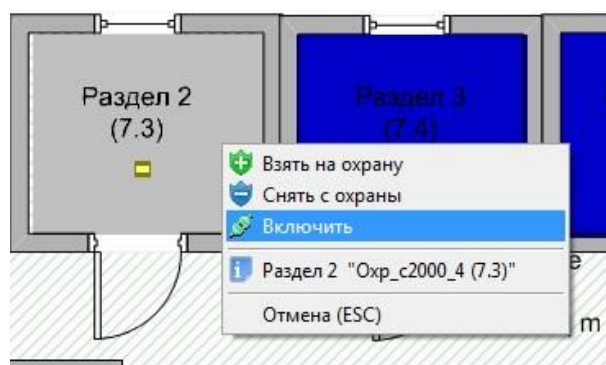 Раздел 2
(7.3)
Раздел 3
(7.4)
Взять на охрану
Снять с охраны
Включить
Раздел 2 "Охр_с2000_4 (7.3)"
Отмена (ESC)
е
m